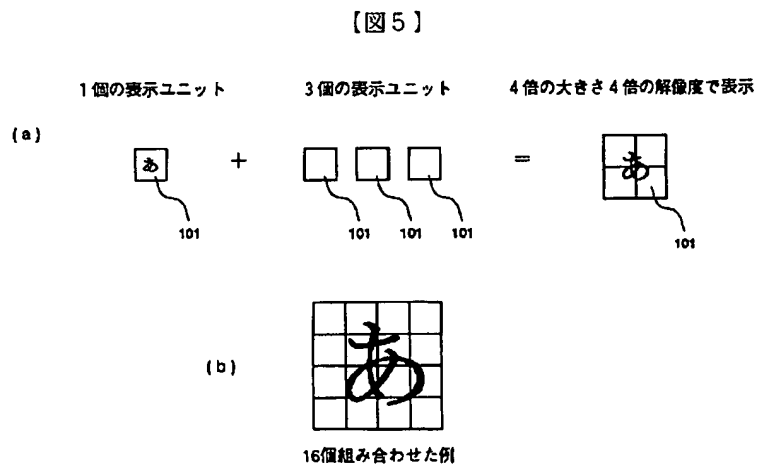 【図５】
1個の表示ユニット 3個の表示ユニット 4倍の大きさ4倍の解像度で表示
(a)
あ + = あ
101 101 101 101 101
(b)
あ
16個組み合わせた例